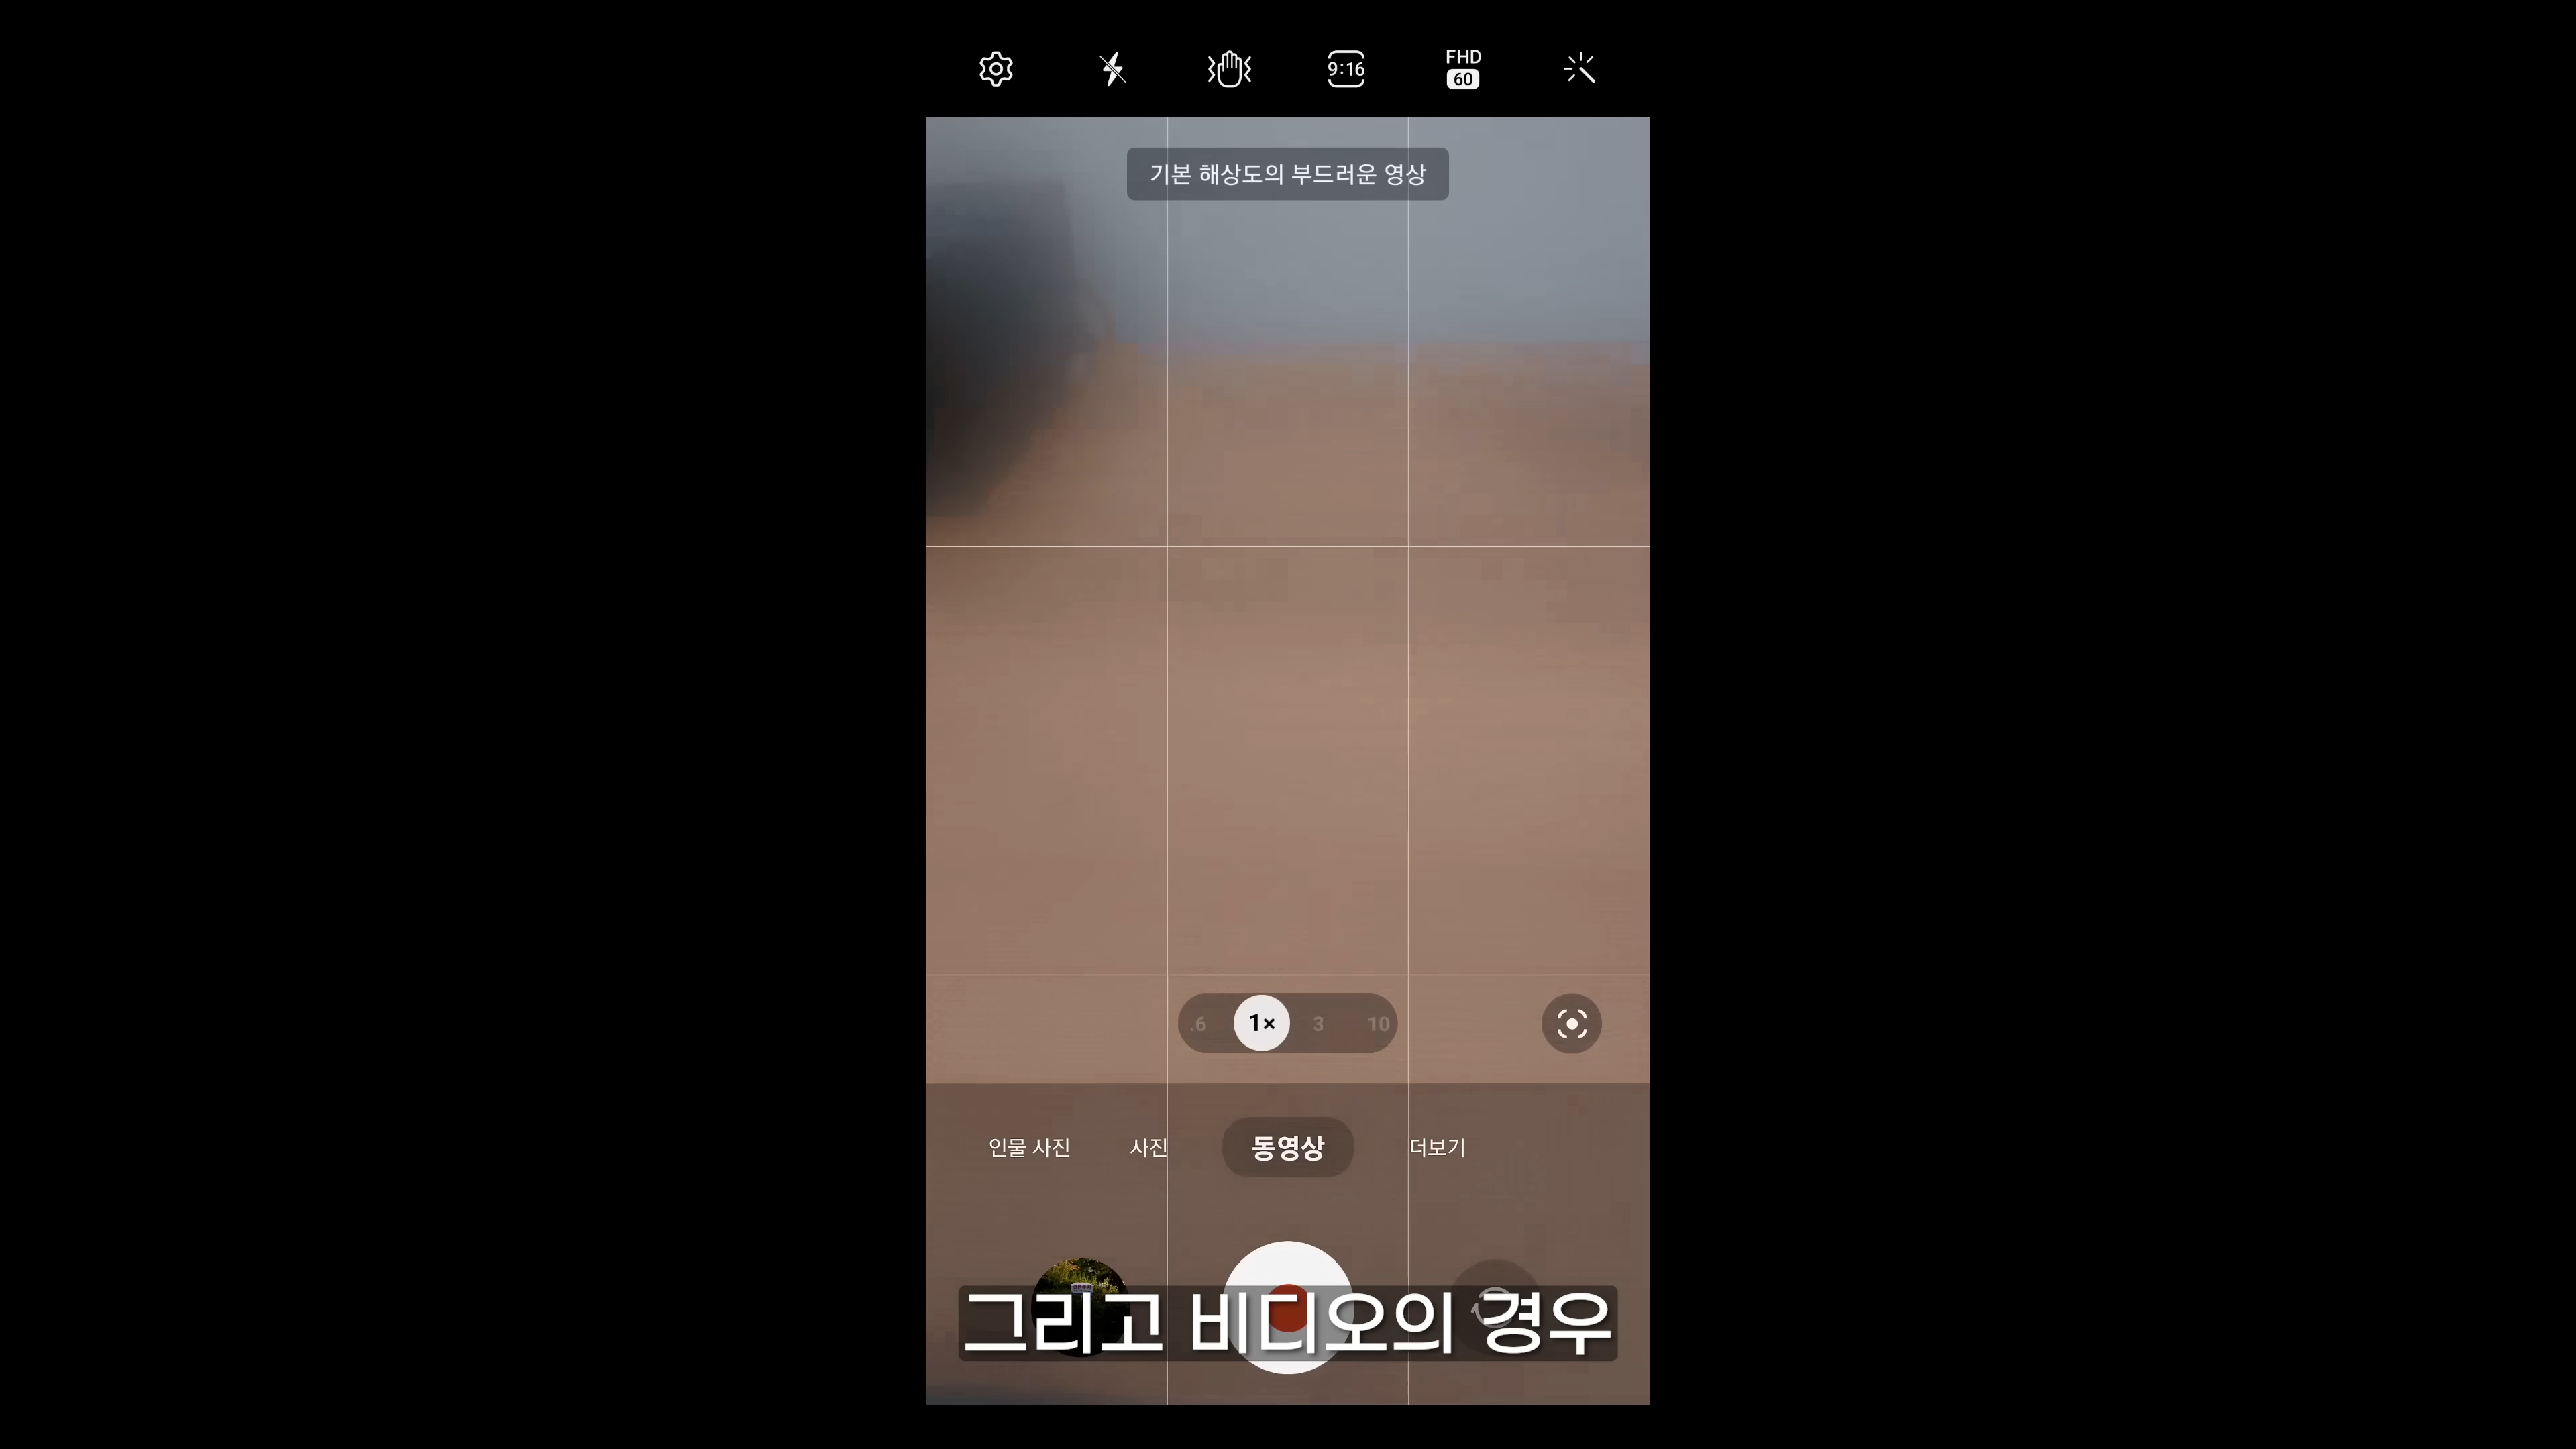 9:16
FHD
60
기본 해상도의 부드러운 영상
.6 1× 3 10
인물 사진 사진 동영상 더보기
그리고 비디오의 경우